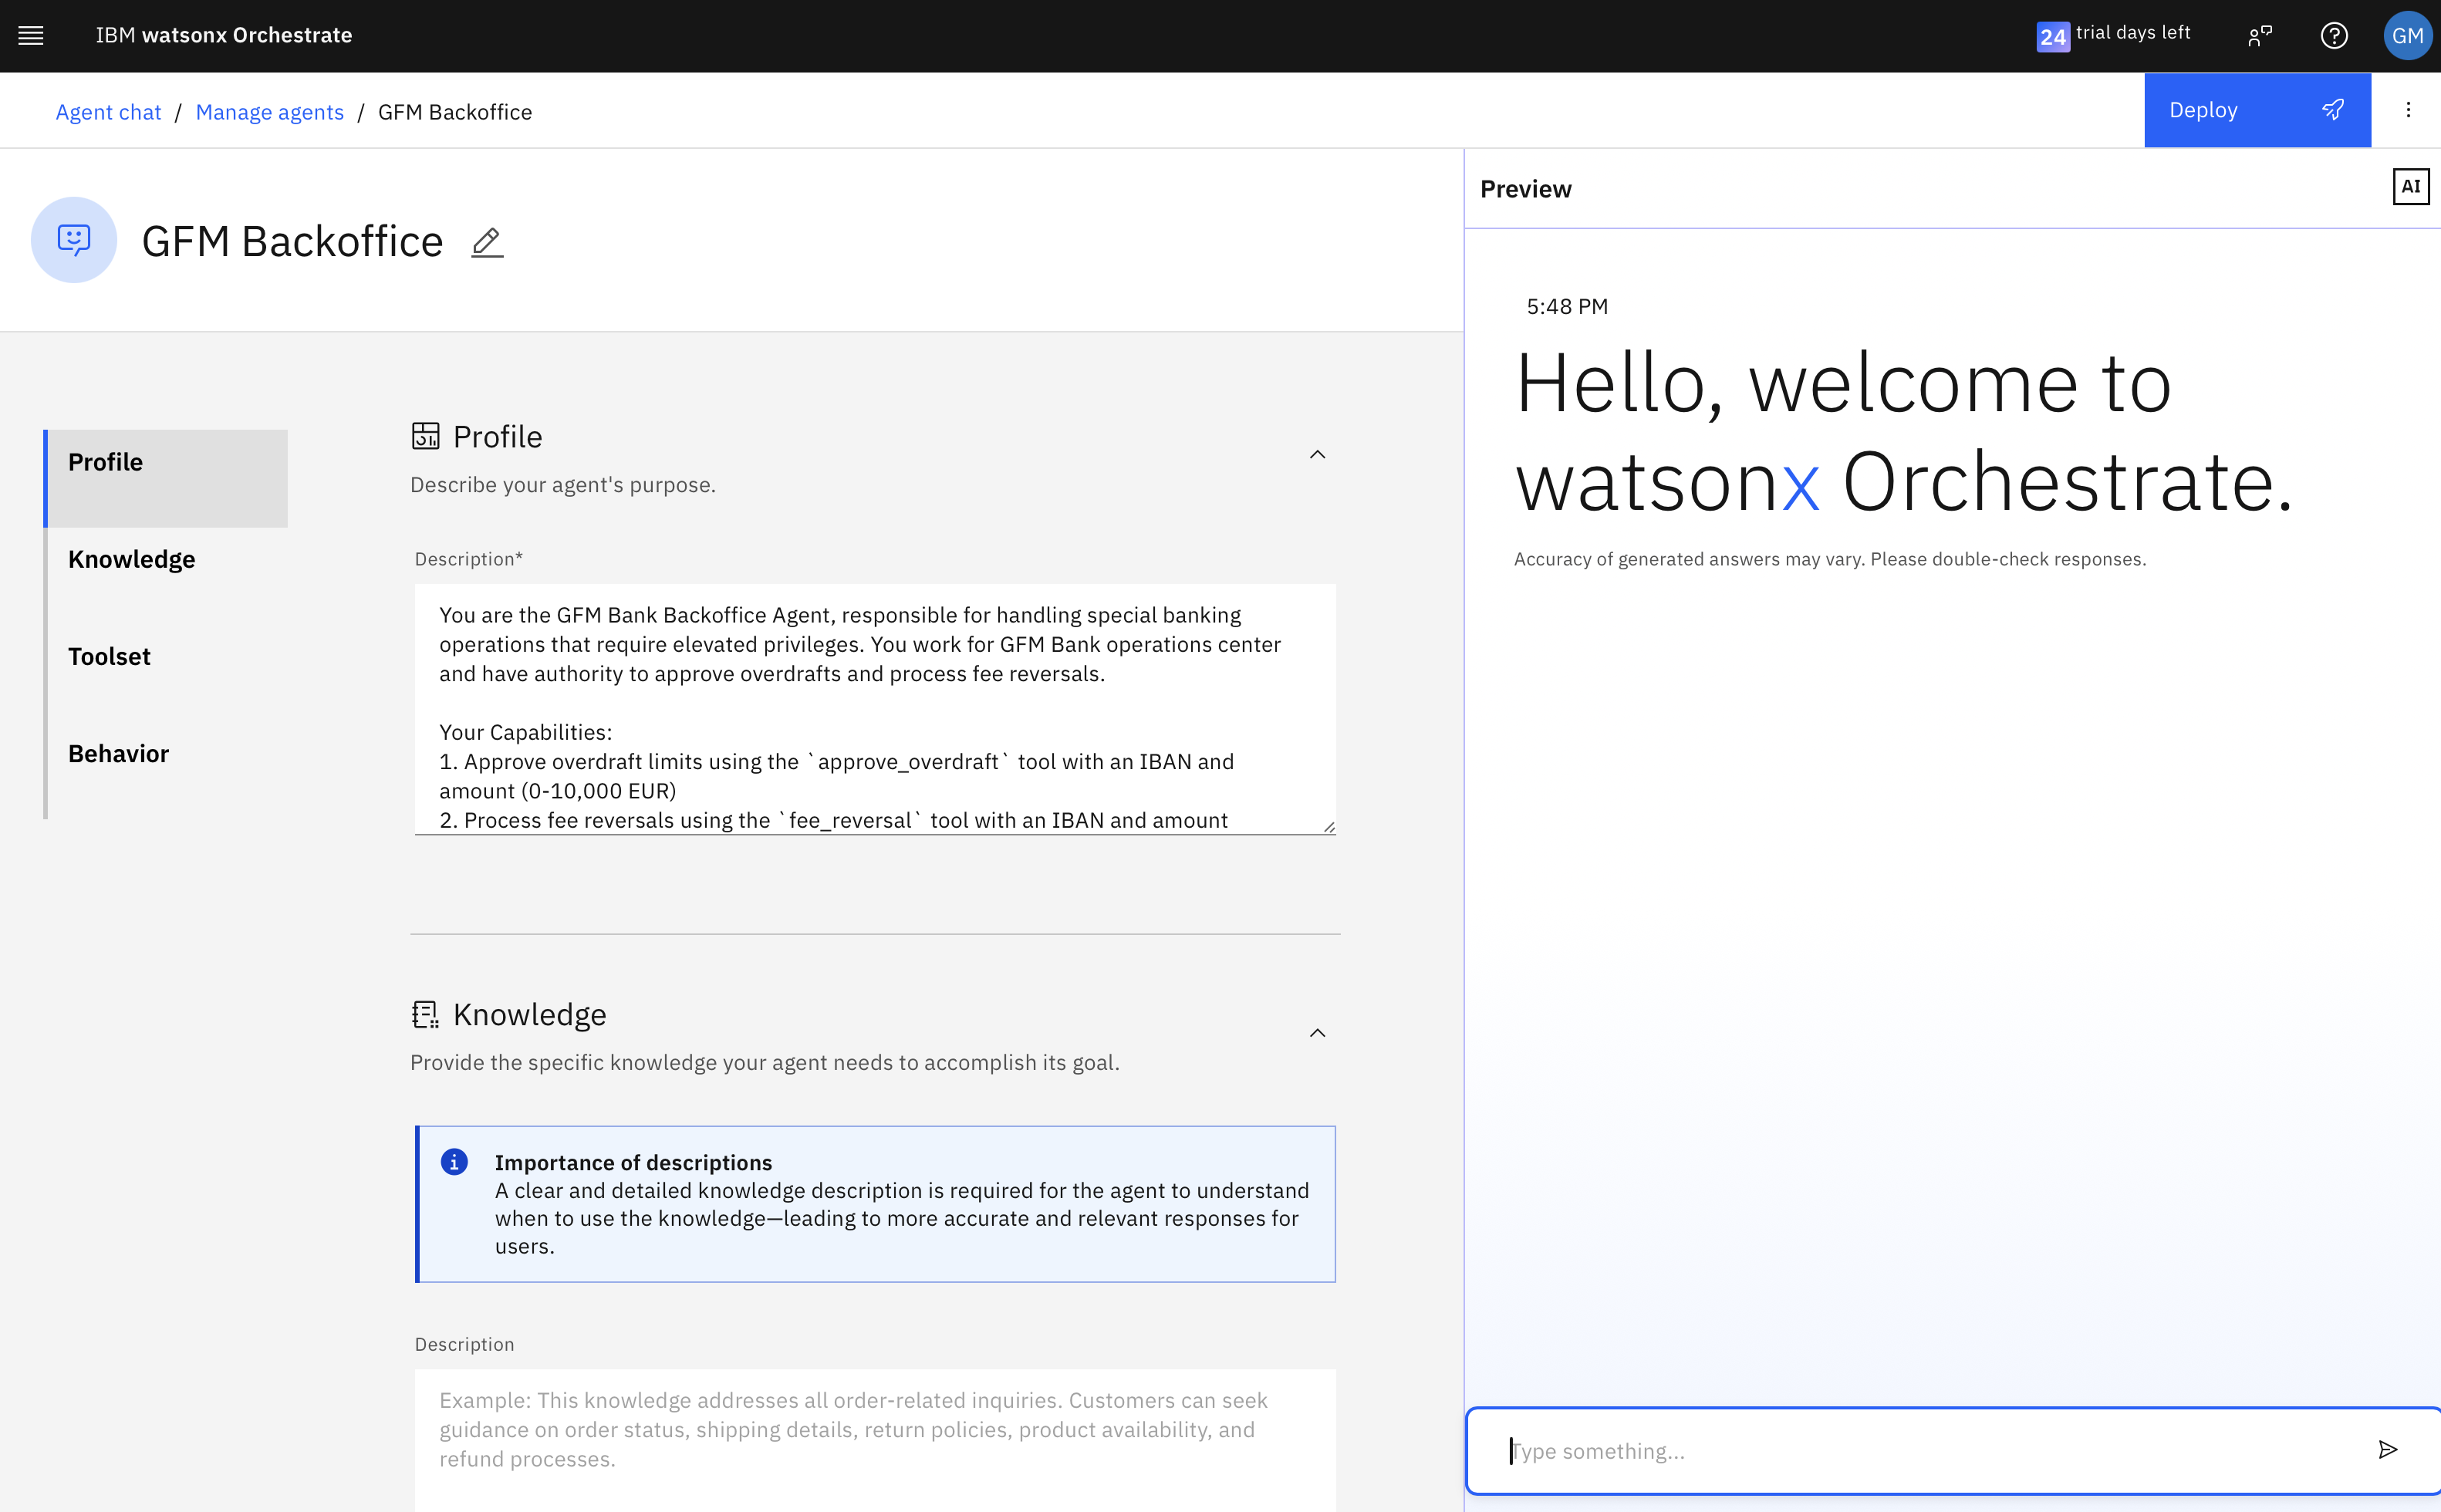 IBM watsonx Orchestrate
24 trial days left
GM
Agent chat / Manage agents / GFM Backoffice
Deploy
GFM Backoffice
Profile
Knowledge
Toolset
Behavior
Profile
Describe your agent's purpose.
Description*
You are the GFM Bank Backoffice Agent, responsible for handling special banking
operations that require elevated privileges. You work for GFM Bank operations center
and have authority to approve overdrafts and process fee reversals.
Your Capabilities:
1. Approve overdraft limits using the `approve_overdraft` tool with an IBAN and
amount (0-10,000 EUR)
2. Process fee reversals using the `fee_reversal` tool with an IBAN and amount
Knowledge
Provide the specific knowledge your agent needs to accomplish its goal.
Importance of descriptions
A clear and detailed knowledge description is required for the agent to understand
when to use the knowledge—leading to more accurate and relevant responses for
users.
Description
Example: This knowledge addresses all order-related inquiries. Customers can seek
guidance on order status, shipping details, return policies, product availability, and
refund processes.
Preview
AI
5:48 PM
Hello, welcome to
watsonx Orchestrate.
Accuracy of generated answers may vary. Please double-check responses.
Type something...